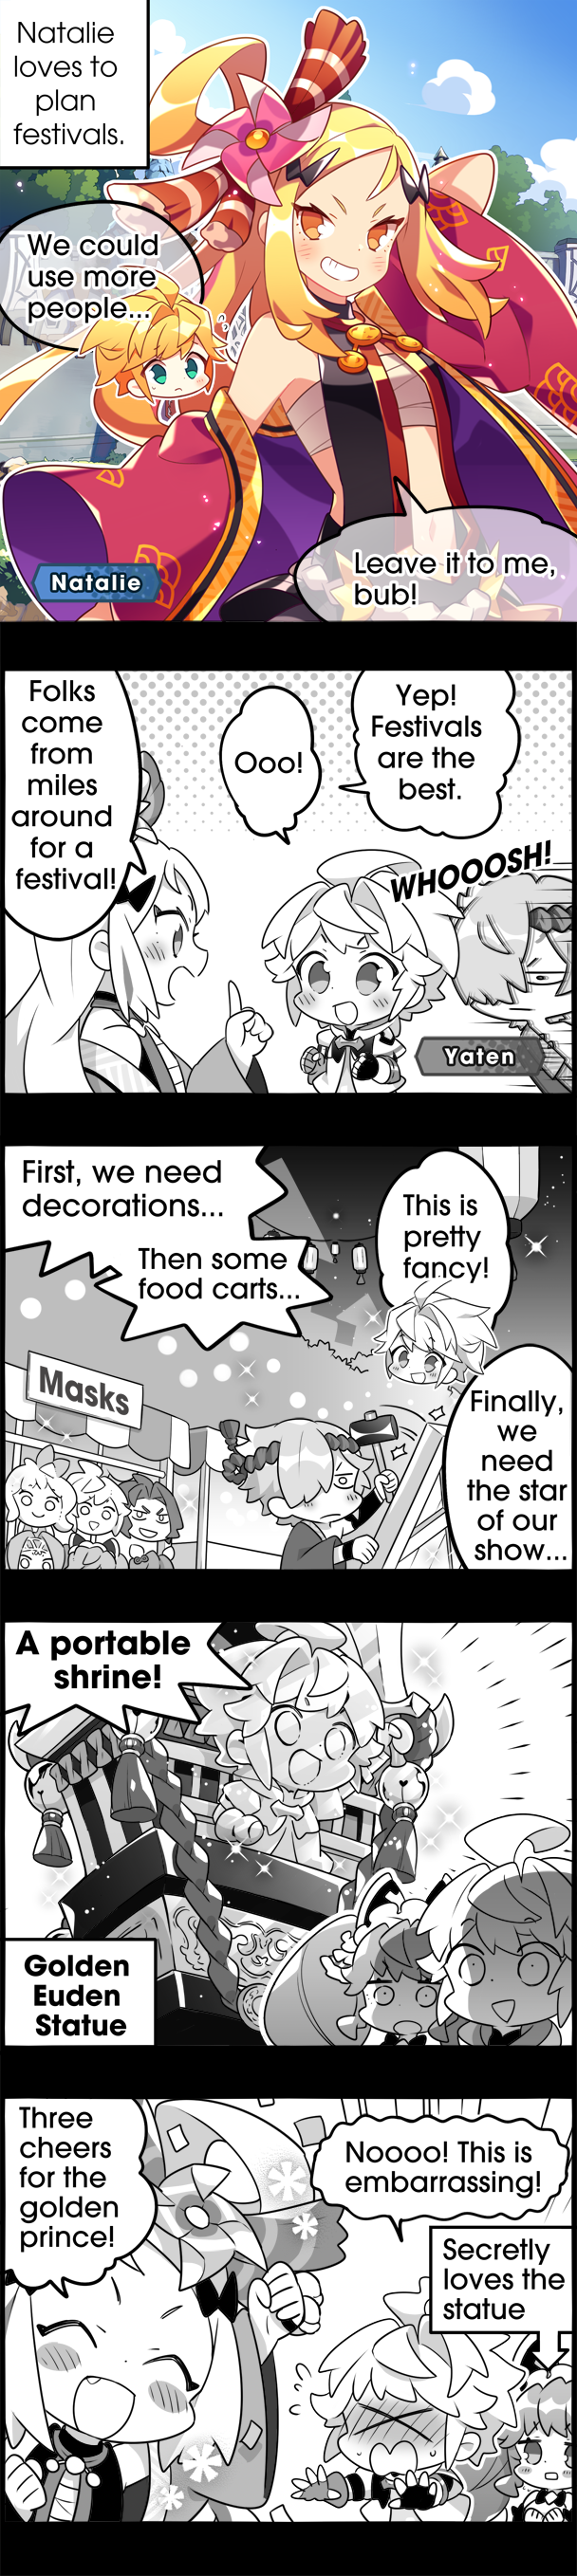 Natalie
loves to
plan
festivals.
We could
use more
people...
Leave it to me,
bub!
Natalie
Folks
come
from
miles
around
for a
festival!
Ooo!
Yep!
Festivals
are the
best.
WHOOOSH!
Yaten
First, we need
decorations...
Then some
food carts...
This is
pretty
fancy!
Masks
Finally,
we
need
the star
of our
show...
A portable
shrine!
Golden
Euden
Statue
Three
cheers
for the
golden
prince!
Noooo! This is
embarrassing!
Secretly
loves the
statue